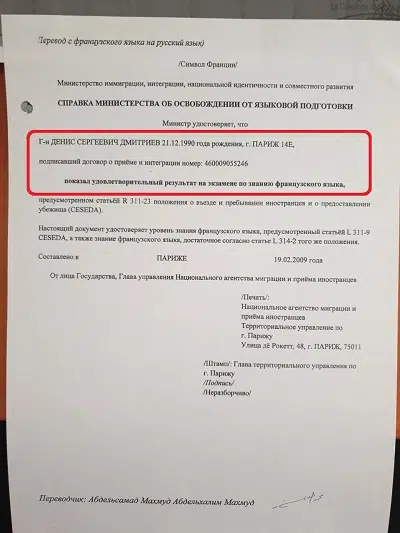 (Перевод с французского языка на русский язык)
/Символ Франции/
Министерство иммиграции, интеграции, национальной идентичности и совместного развития
СПРАВКА МИНИСТЕРСТВА ОБ ОСВОБОЖДЕНИИ ОТ ЯЗЫКОВОЙ ПОДГОТОВКИ
Министр удостоверяет, что
Г-н ДЕНИС СЕРГЕЕВИЧ ДМИТРИЕВ 21.12.1990 года рождения, г. ПАРИЖ 14Е,
подписавший договор о приёме и интеграции номер: 460009055246
показал удовлетворительный результат на экзамене по знанию французского языка,
предусмотренном статьёй R 311-23 положения о въезде и пребывании иностранцев и о предоставлении
убежища (CESEDA).
Настоящий документ удостоверяет уровень знания французского языка, предусмотренный статьёй L 311-9
CESEDA, а также знание французского языка, достаточное согласно статье L 314-2 того же положения.
Составлено в ПАРИЖЕ 19.02.2009 года
От лица Государства, Глава управления Национального агентства миграции и приёма иностранцев
/Печать/:
Национальное агентство миграции и
приёма иностранцев
Территориальное управление по
г. Парижу
Улица дё Рокетт, 48, г. ПАРИЖ, 75011
/Штамп/: Глава территориального управления по
г. Парижу
/Подпись/
/Неразборчиво/
Переводчик: Абдельсамад Махмуд Абдельхалим Махмуд